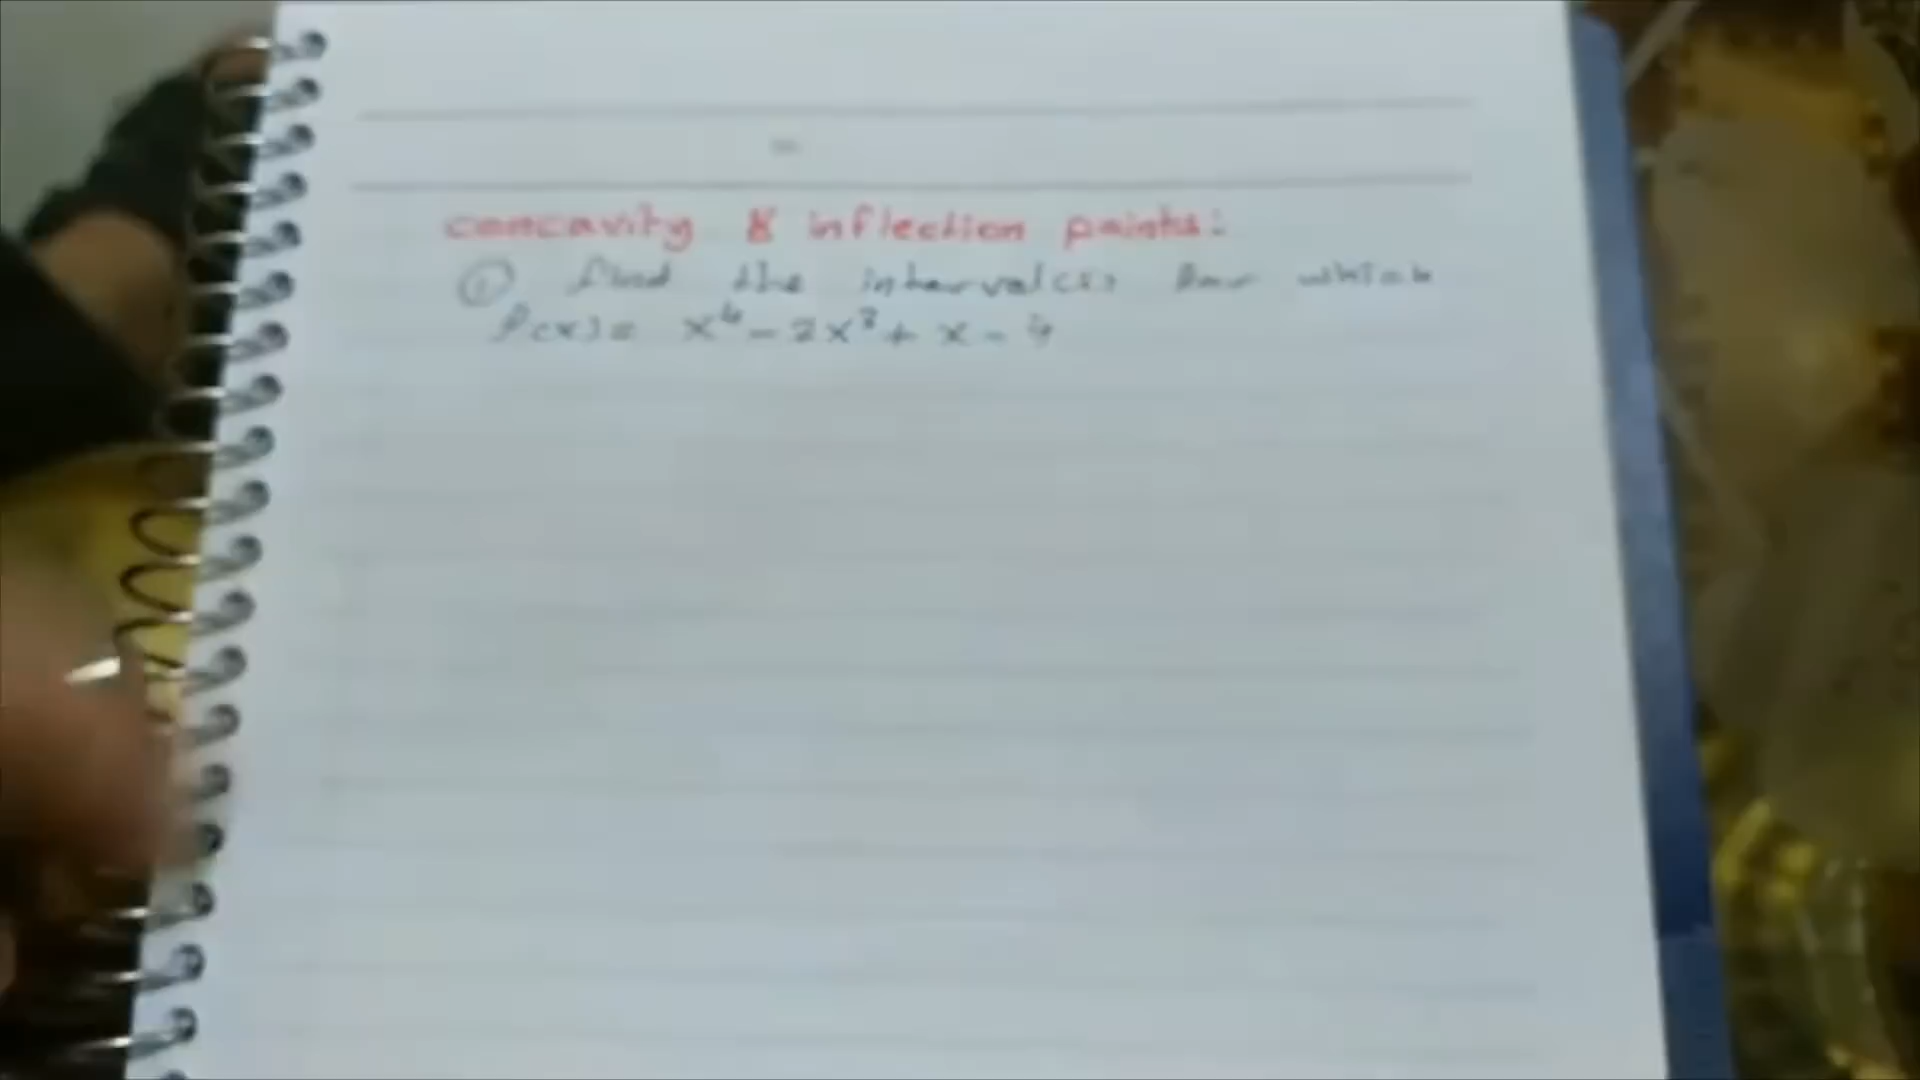 concavity & inflection points:
① find the interval(s) for which
f(x) = x⁴ - 2x³ + x - 4